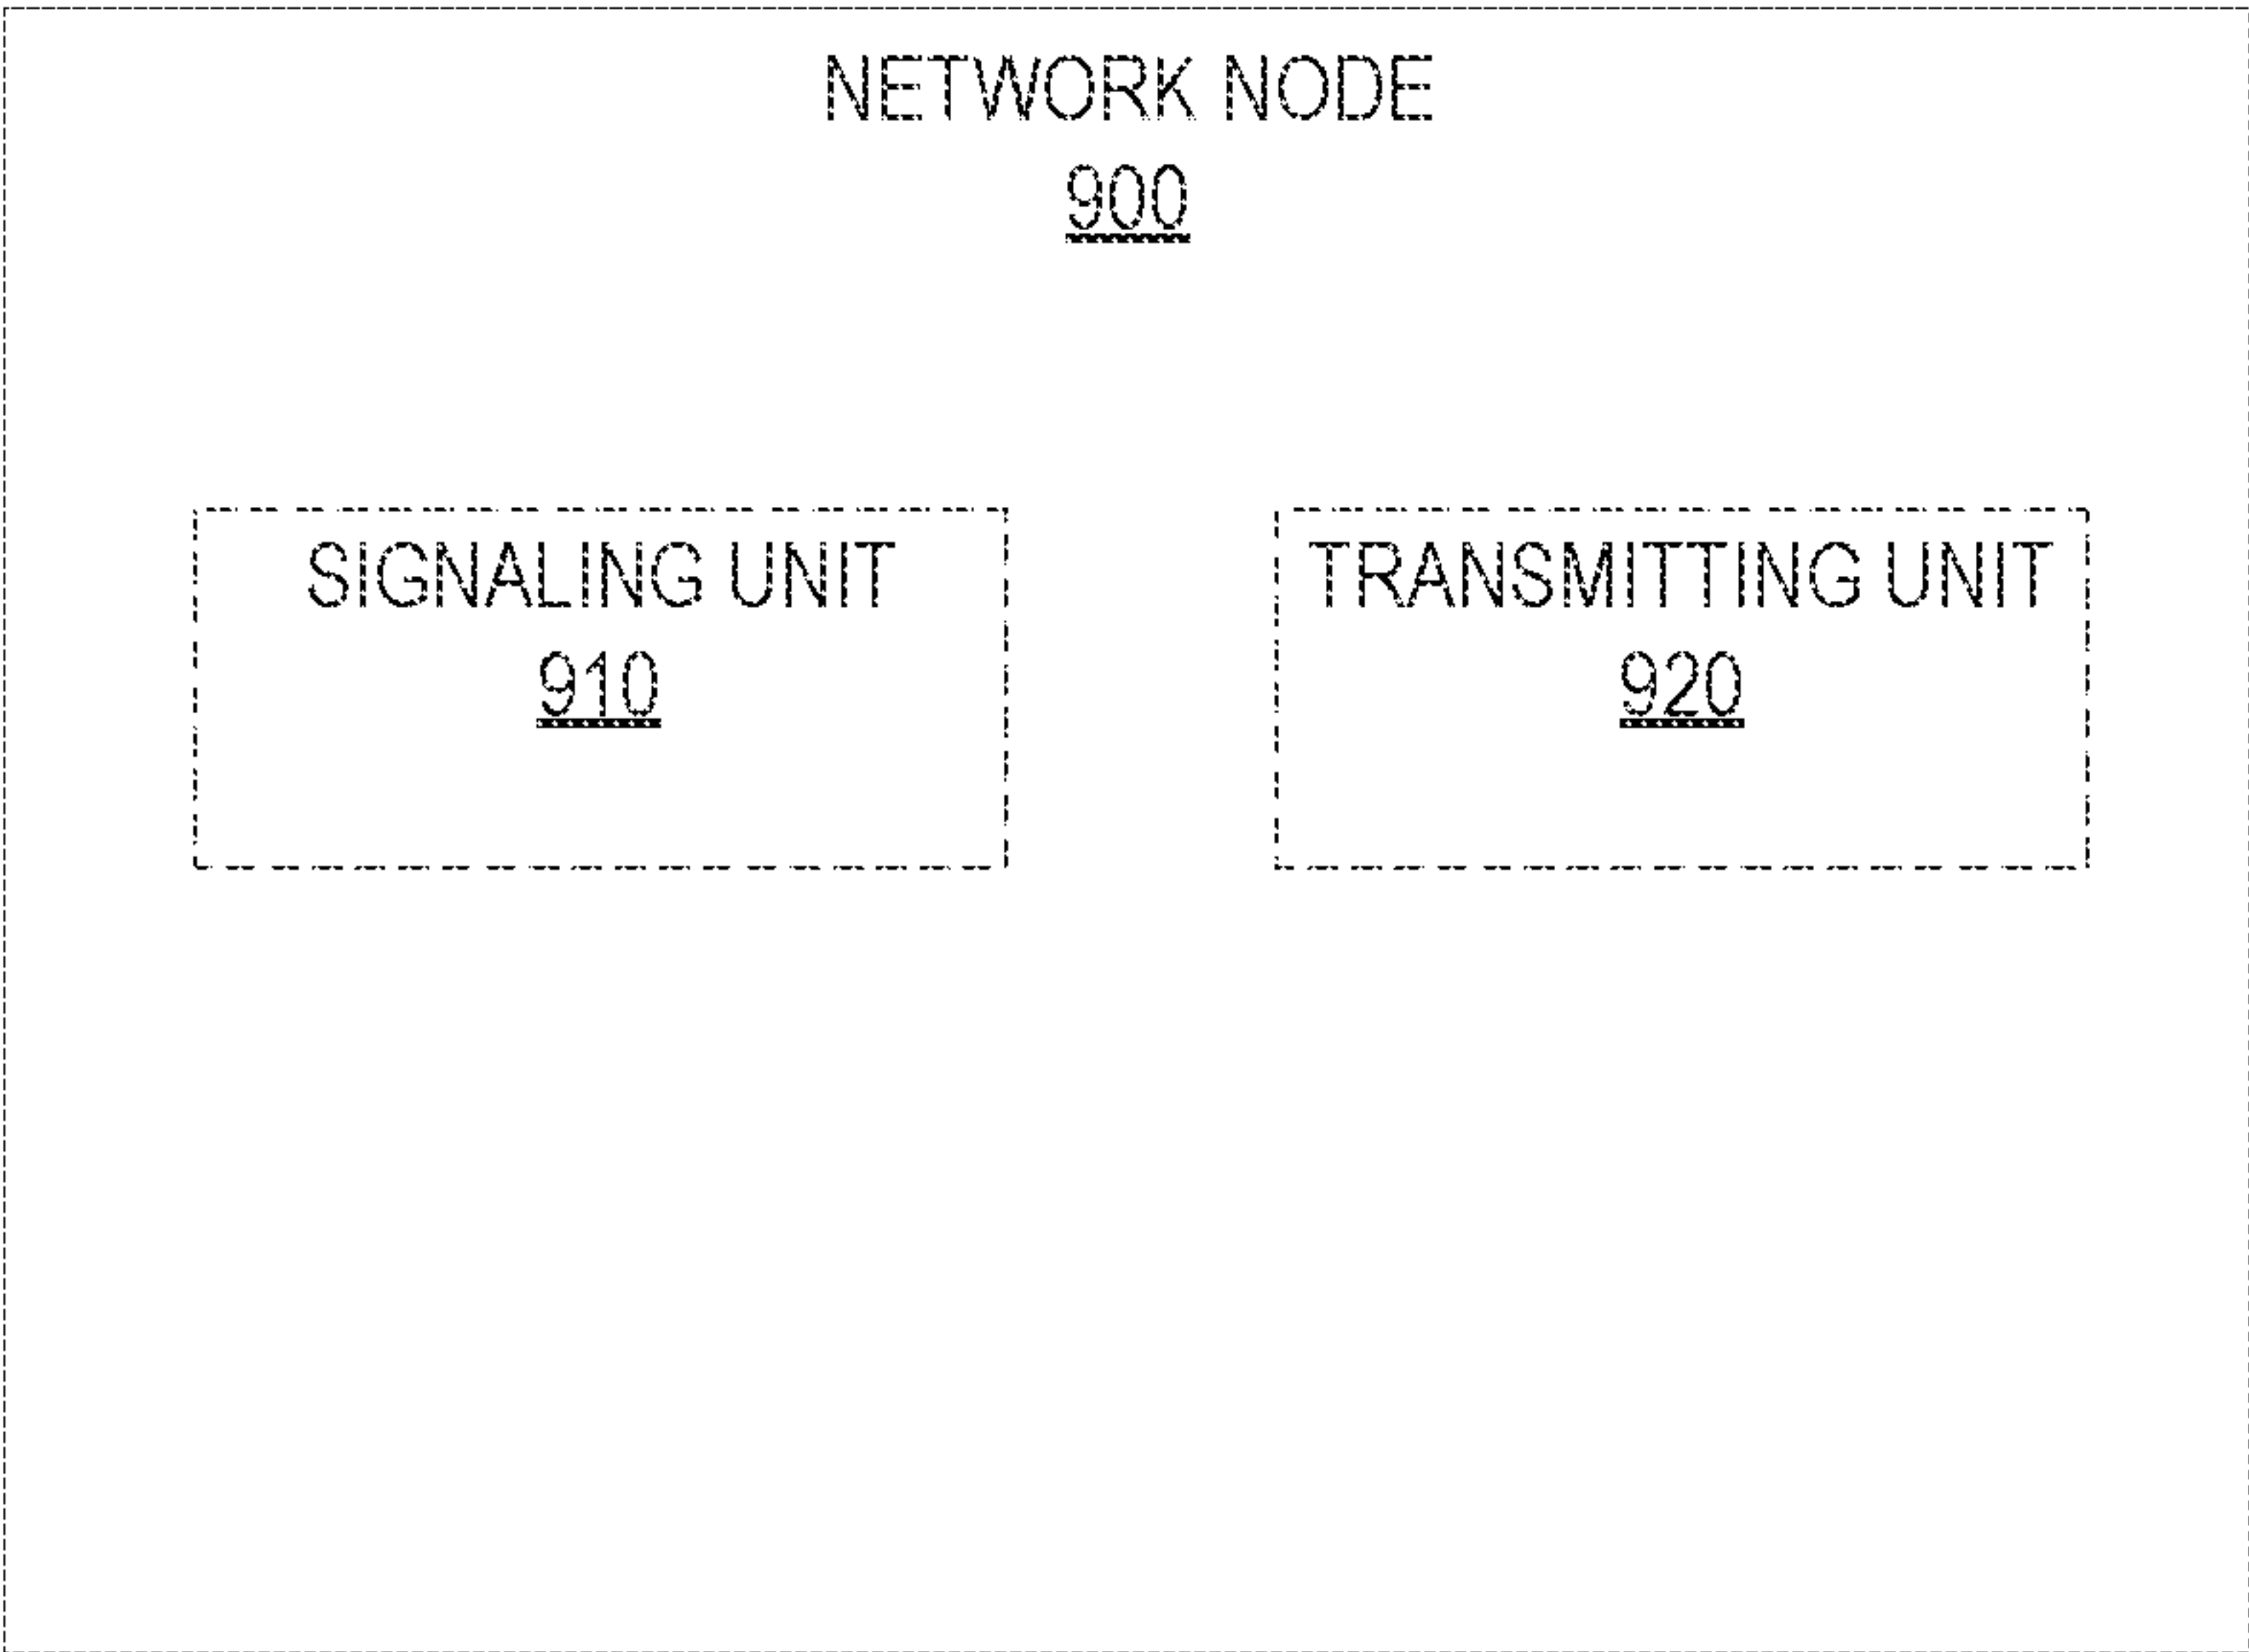 NETWORK NODE
900
SIGNALING UNIT
910
TRANSMITTING UNIT
920